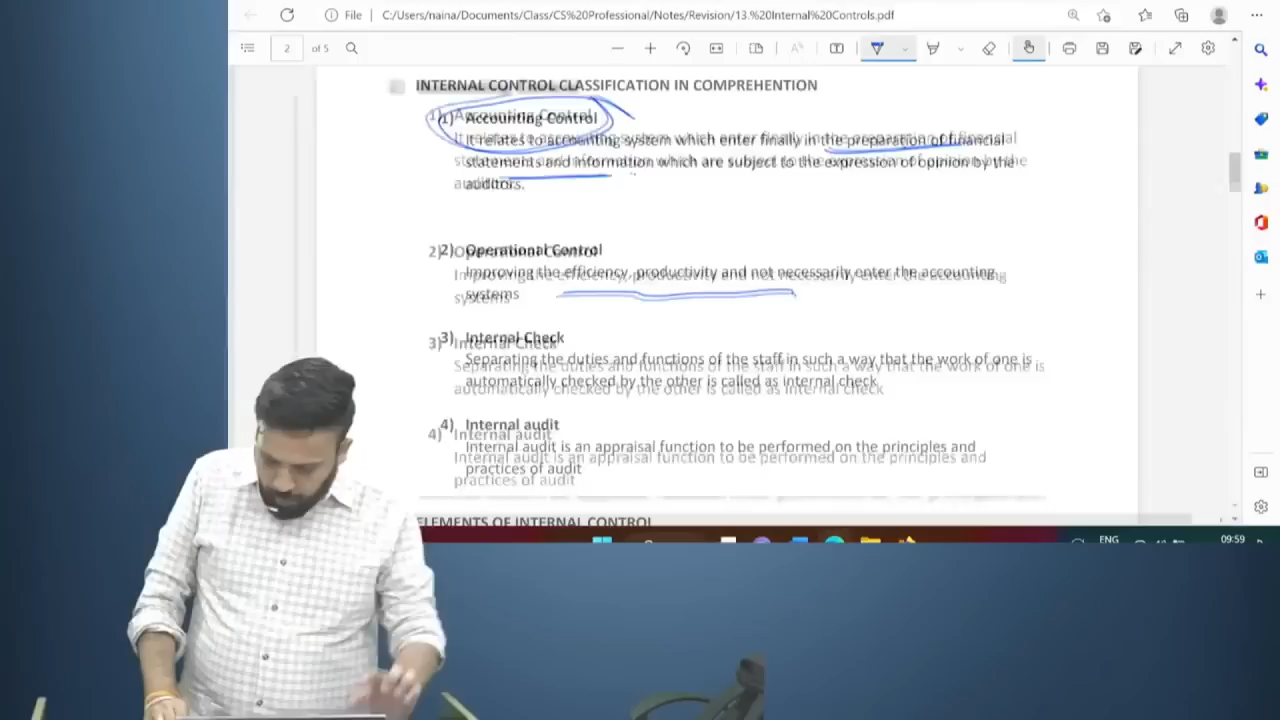 File
C:/Users/naina/Documents/Class/CS%20Professional/Notes/Revision/13.%20Internal%20Controls.pdf
2 of 5
INTERNAL CONTROL CLASSIFICATION IN COMPREHENTION
1) Accounting Control
It relates to accounting system which enter finally in the preparation of financial
statements and information which are subject to the expression of opinion by the
auditors.
2) Operational Control
Improving the efficiency, productivity and not necessarily enter the accounting
systems
3) Internal Check
Separating the duties and functions of the staff in such a way that the work of one is
automatically checked by the other is called as internal check
4) Internal audit
Internal audit is an appraisal function to be performed on the principles and
practices of audit
ELEMENTS OF INTERNAL CONTROL
ENG
09:59